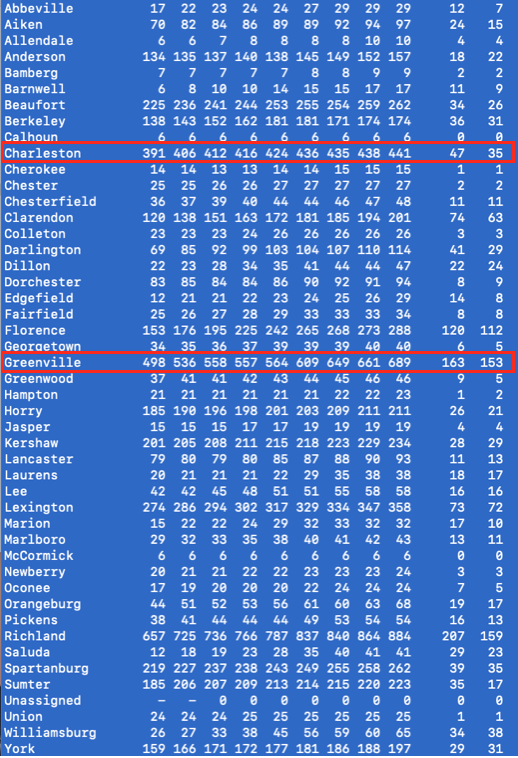 Abbeville 17 22 23 24 24 27 29 29 29 12 7
Aiken 70 82 84 86 89 89 92 94 97 24 15
Allendale 6 6 7 8 8 8 8 10 10 4 4
Anderson 134 135 137 140 138 145 149 152 157 18 22
Bamberg 7 7 7 7 7 8 8 9 9 2 2
Barnwell 6 8 10 10 14 15 15 17 17 11 9
Beaufort 225 236 241 244 253 255 254 259 262 34 26
Berkeley 138 143 152 162 181 181 171 174 174 36 31
Calhoun 6 6 6 6 6 6 6 6 6 0 0
Charleston 391 406 412 416 424 436 435 438 441 47 35
Cherokee 14 14 13 13 14 14 15 15 15 1 1
Chester 25 25 26 26 27 27 27 27 27 2 2
Chesterfield 36 37 39 40 44 44 46 47 48 11 11
Clarendon 120 138 151 163 172 181 185 194 201 74 63
Colleton 23 23 23 24 26 26 26 26 26 3 3
Darlington 69 85 92 99 103 104 107 110 114 41 29
Dillon 22 23 28 34 35 41 44 44 47 22 24
Dorchester 83 85 84 84 86 90 92 91 94 8 9
Edgefield 12 21 21 22 23 24 25 26 29 14 8
Fairfield 25 26 27 28 29 33 33 33 34 8 8
Florence 153 176 195 225 242 265 268 273 288 120 112
Georgetown 34 35 36 37 39 39 39 40 40 6 5
Greenville 498 536 558 557 564 609 649 661 689 163 153
Greenwood 37 41 41 42 43 44 45 46 46 9 5
Hampton 21 21 21 21 21 21 22 22 23 1 2
Horry 185 190 196 198 201 203 209 211 211 26 21
Jasper 15 15 15 17 17 19 19 19 19 4 4
Kershaw 201 205 208 211 215 218 223 229 234 28 29
Lancaster 79 80 79 80 85 87 88 90 93 11 13
Laurens 20 21 21 21 22 29 35 38 38 18 17
Lee 42 42 45 48 51 51 55 58 58 16 16
Lexington 274 286 294 302 317 329 334 347 358 73 72
Marion 15 22 22 24 29 32 33 32 32 17 10
Marlboro 29 32 33 35 38 40 41 42 43 13 11
McCormick 6 6 6 6 6 6 6 6 6 0 0
Newberry 20 21 21 22 22 23 23 23 24 3 3
Oconee 17 19 20 20 20 22 24 24 24 7 5
Orangeburg 44 51 52 53 56 61 60 63 68 19 17
Pickens 38 41 44 44 44 49 53 54 54 16 13
Richland 657 725 736 766 787 837 840 864 884 207 159
Saluda 12 18 19 23 28 35 40 41 41 29 23
Spartanburg 219 227 237 238 243 249 255 258 262 39 35
Sumter 185 206 207 209 213 214 215 220 223 35 17
Unassigned – – 0 0 0 0 0 0 0 0 0
Union 24 24 24 25 25 25 25 25 25 1 1
Williamsburg 26 27 33 38 45 56 59 60 65 34 38
York 159 166 171 172 177 181 186 188 197 29 31